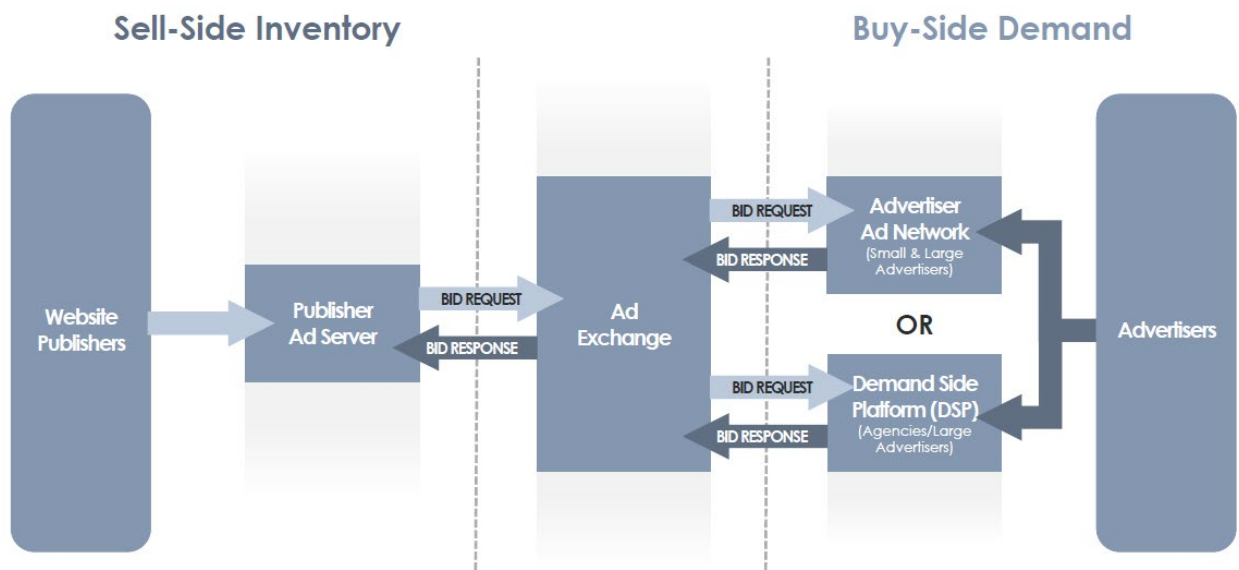 Sell-Side Inventory
Buy-Side Demand
Website
Publishers
Publisher
Ad Server
BID REQUEST
BID RESPONSE
Ad
Exchange
BID REQUEST
BID RESPONSE
BID REQUEST
BID RESPONSE
Advertiser
Ad Network
(Small & Large
Advertisers)
OR
Demand Side
Platform (DSP)
(Agencies/Large
Advertisers)
Advertisers